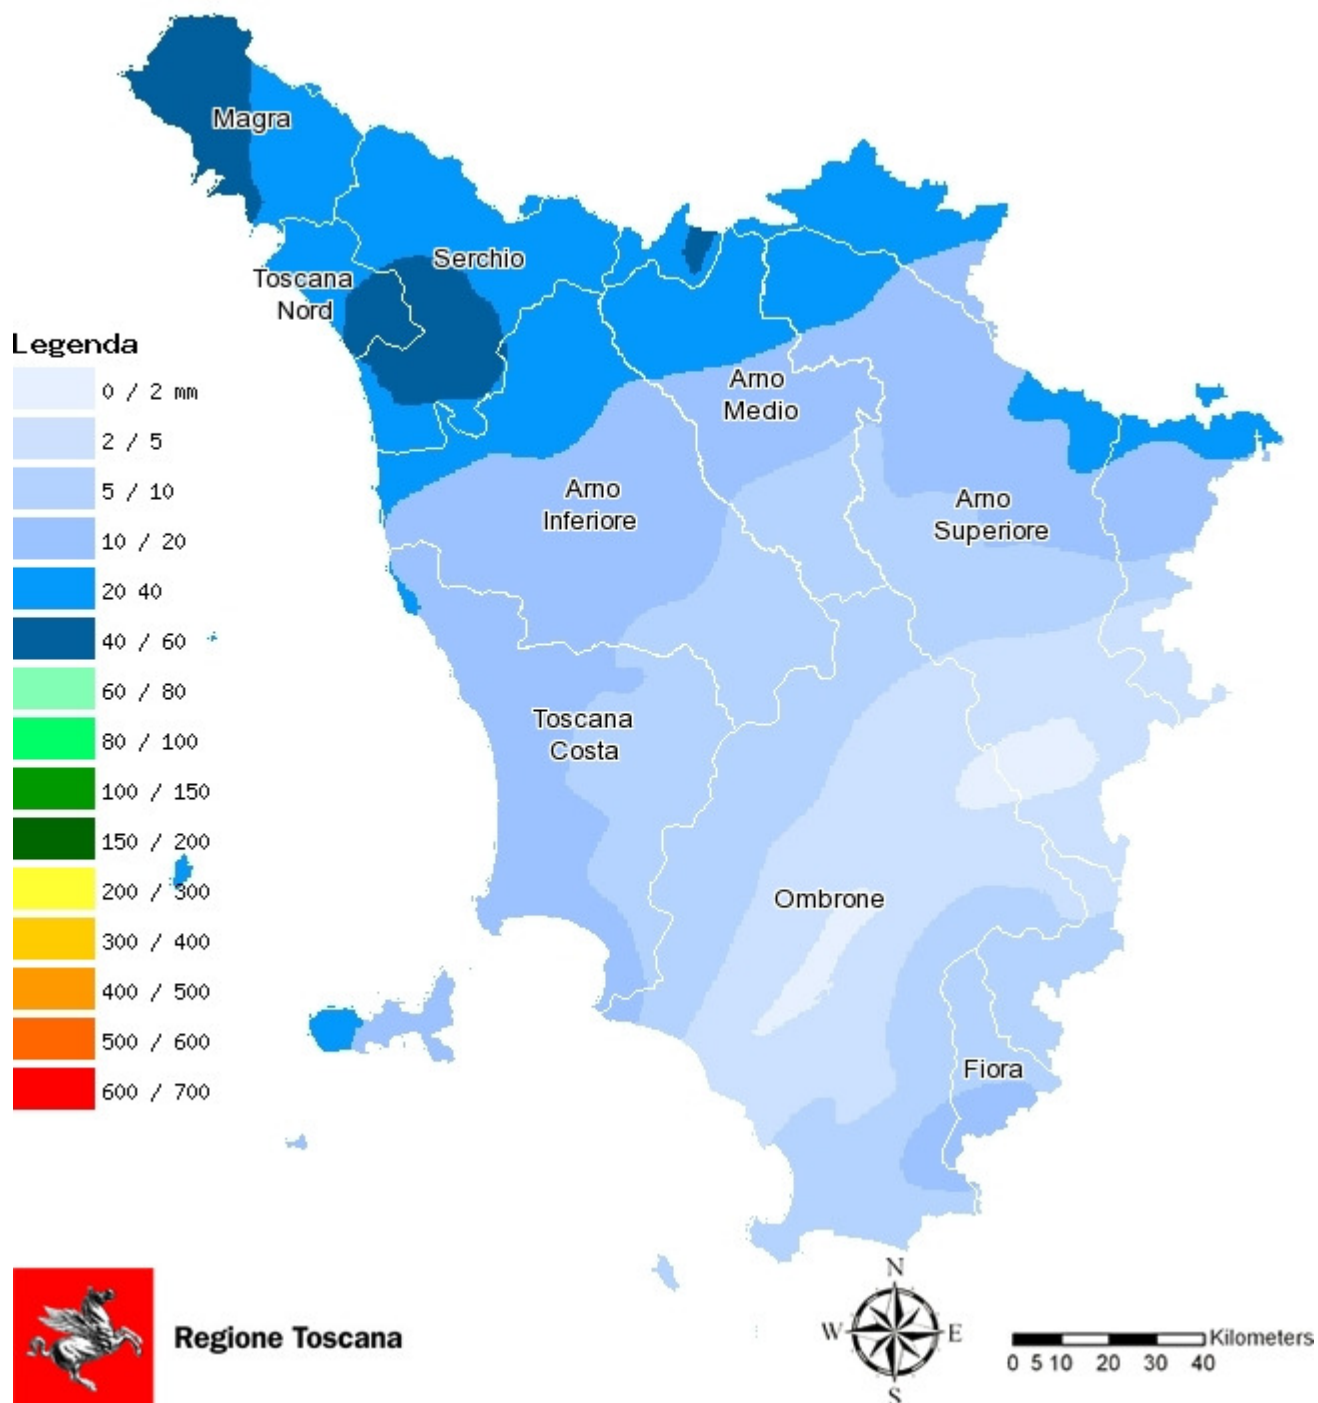 Magra
Serchio
Toscana
Nord
Legenda
0 / 2 mm
2 / 5
5 / 10
10 / 20
20 40
40 / 60
60 / 80
80 / 100
100 / 150
150 / 200
200 / 300
300 / 400
400 / 500
500 / 600
600 / 700
Arno
Medio
Arno
Inferiore
Arno
Superiore
Toscana
Costa
Ombrone
Fiora
Regione Toscana
N
W
E
S
Kilometers
0 5 10 20 30 40